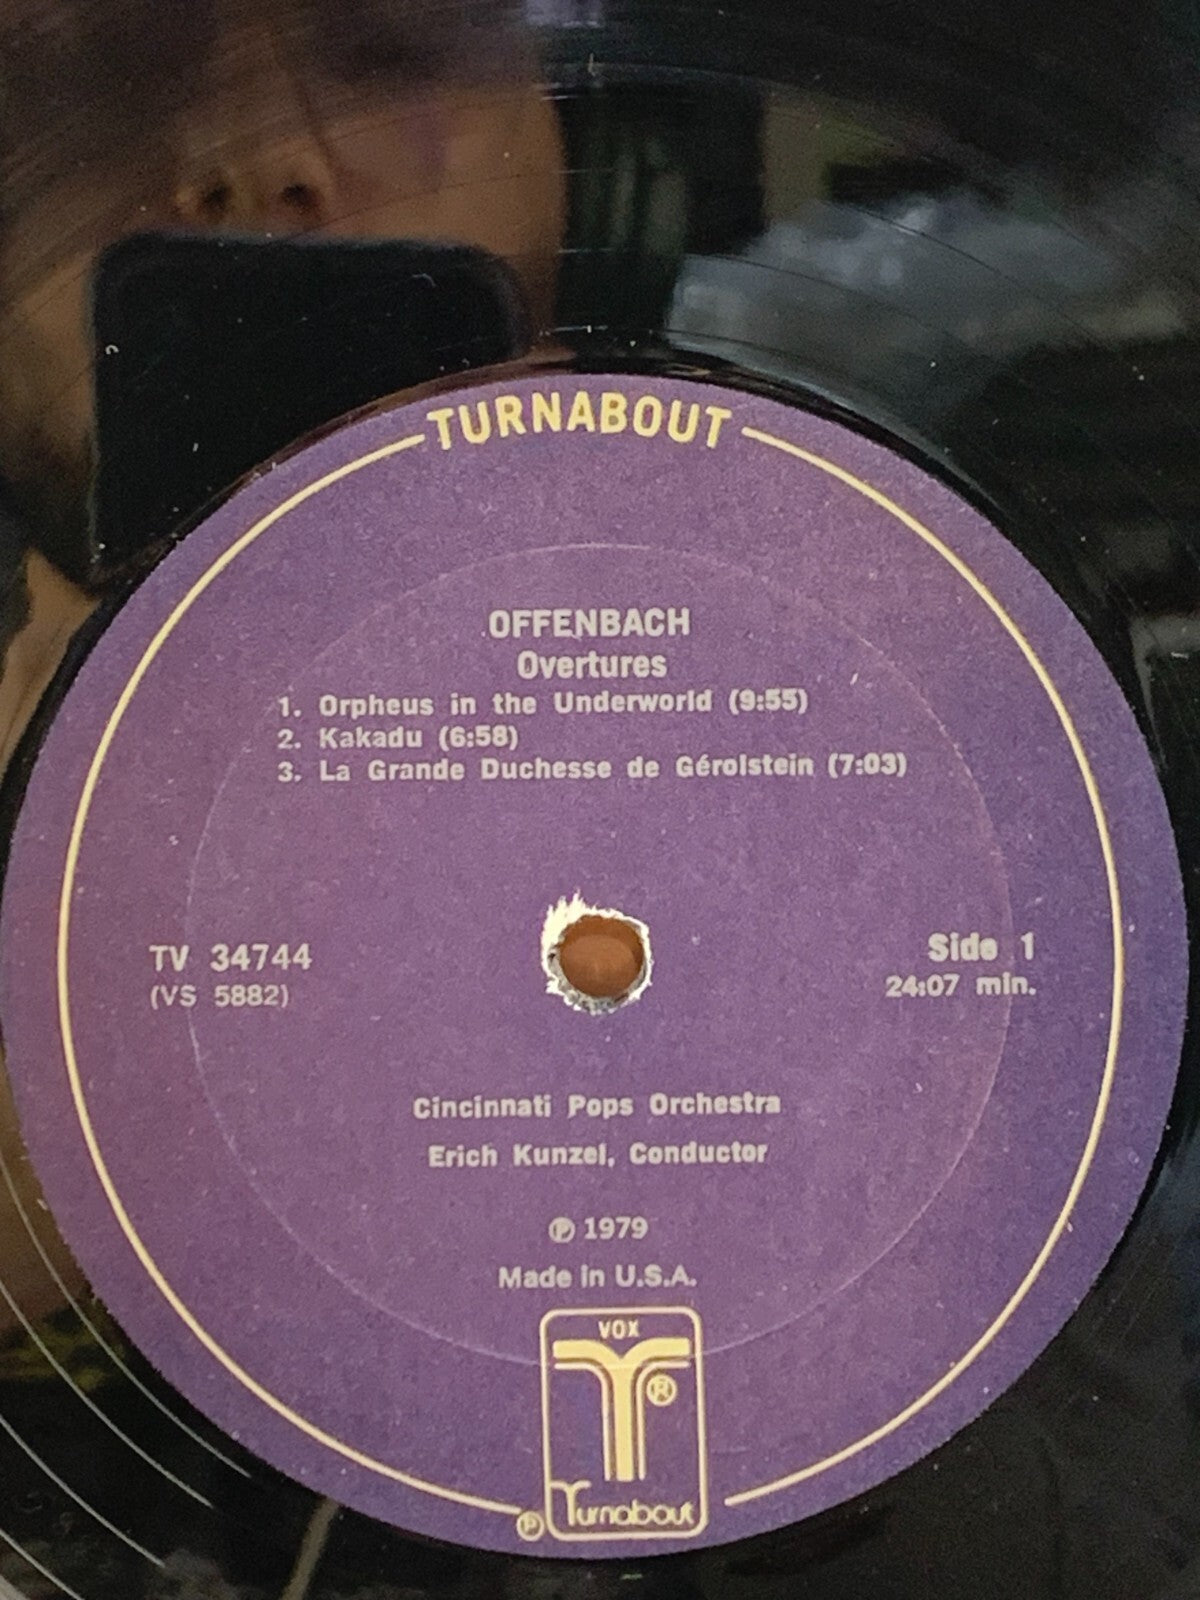 TURNABOUT
OFFENBACH
Overtures
1. Orpheus in the Underworld (9:55)
2. Kakadu (6:58)
3. La Grande Duchesse de Gérolstein (7:03)
TV 34744
(VS 5882)
Side 1
24:07 min.
Cincinnati Pops Orchestra
Erich Kunzel, Conductor
℗ 1979
Made in U.S.A.
VOX
T®
Turnabout
℗